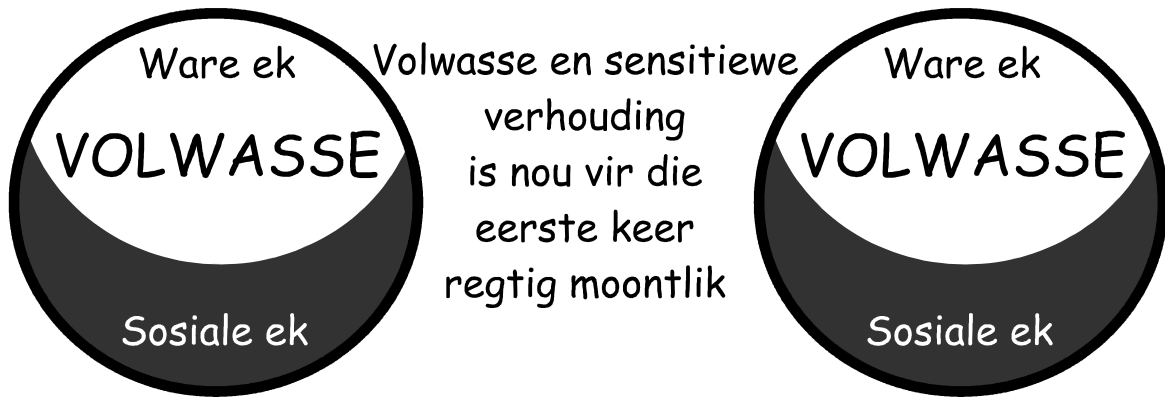 Ware ek
VOLWASSE
Sosiale ek
Volwasse en sensitiewe
verhouding
is nou vir die
eerste keer
regtig moontlik
Ware ek
VOLWASSE
Sosiale ek